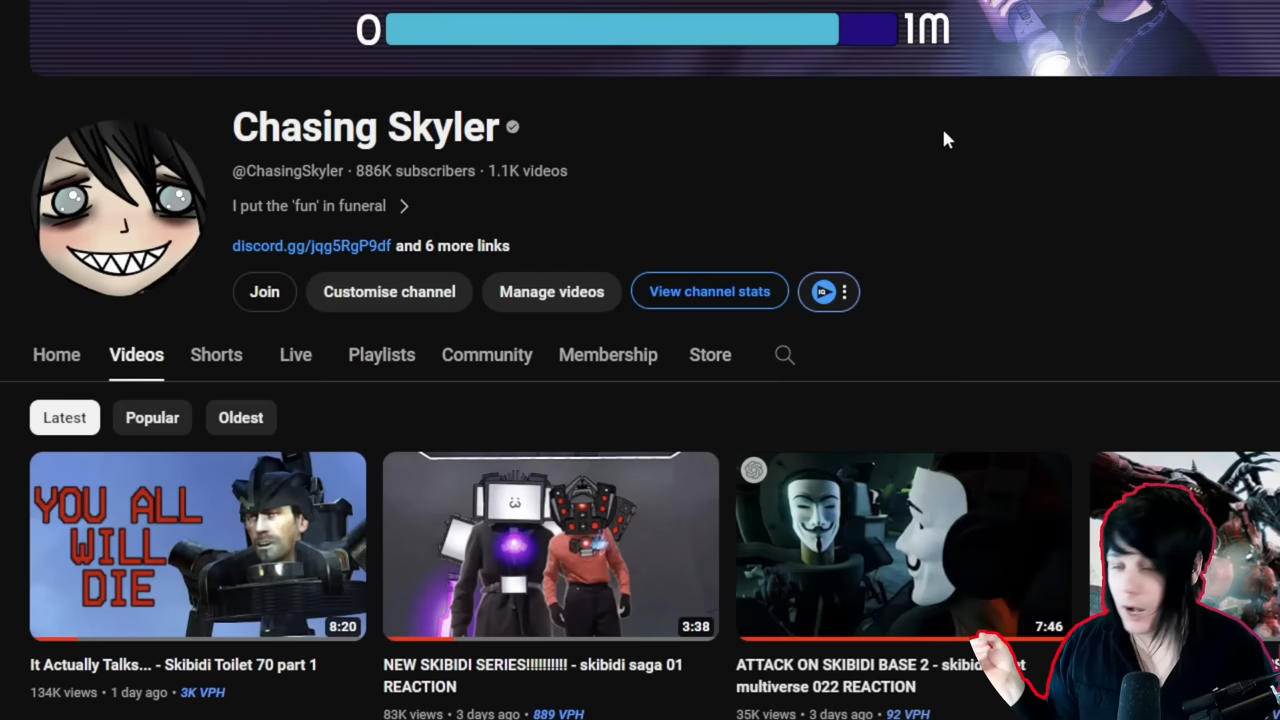 0 1M
Chasing Skyler
@ChasingSkyler · 886K subscribers · 1.1K videos
I put the 'fun' in funeral
discord.gg/jqg5RgP9df and 6 more links
Join Customise channel Manage videos View channel stats IQ
Home Videos Shorts Live Playlists Community Membership Store
Latest Popular Oldest
YOU ALL
WILL
DIE
8:20 3:38 7:46
It Actually Talks... - Skibidi Toilet 70 part 1
134K views • 1 day ago • 3K VPH
NEW SKIBIDI SERIES!!!!!!!!!! - skibidi saga 01
REACTION
83K views • 3 days ago • 889 VPH
ATTACK ON SKIBIDI BASE 2 -
multiverse 022 REACTION
35K views • 3 days ago • 92 VPH